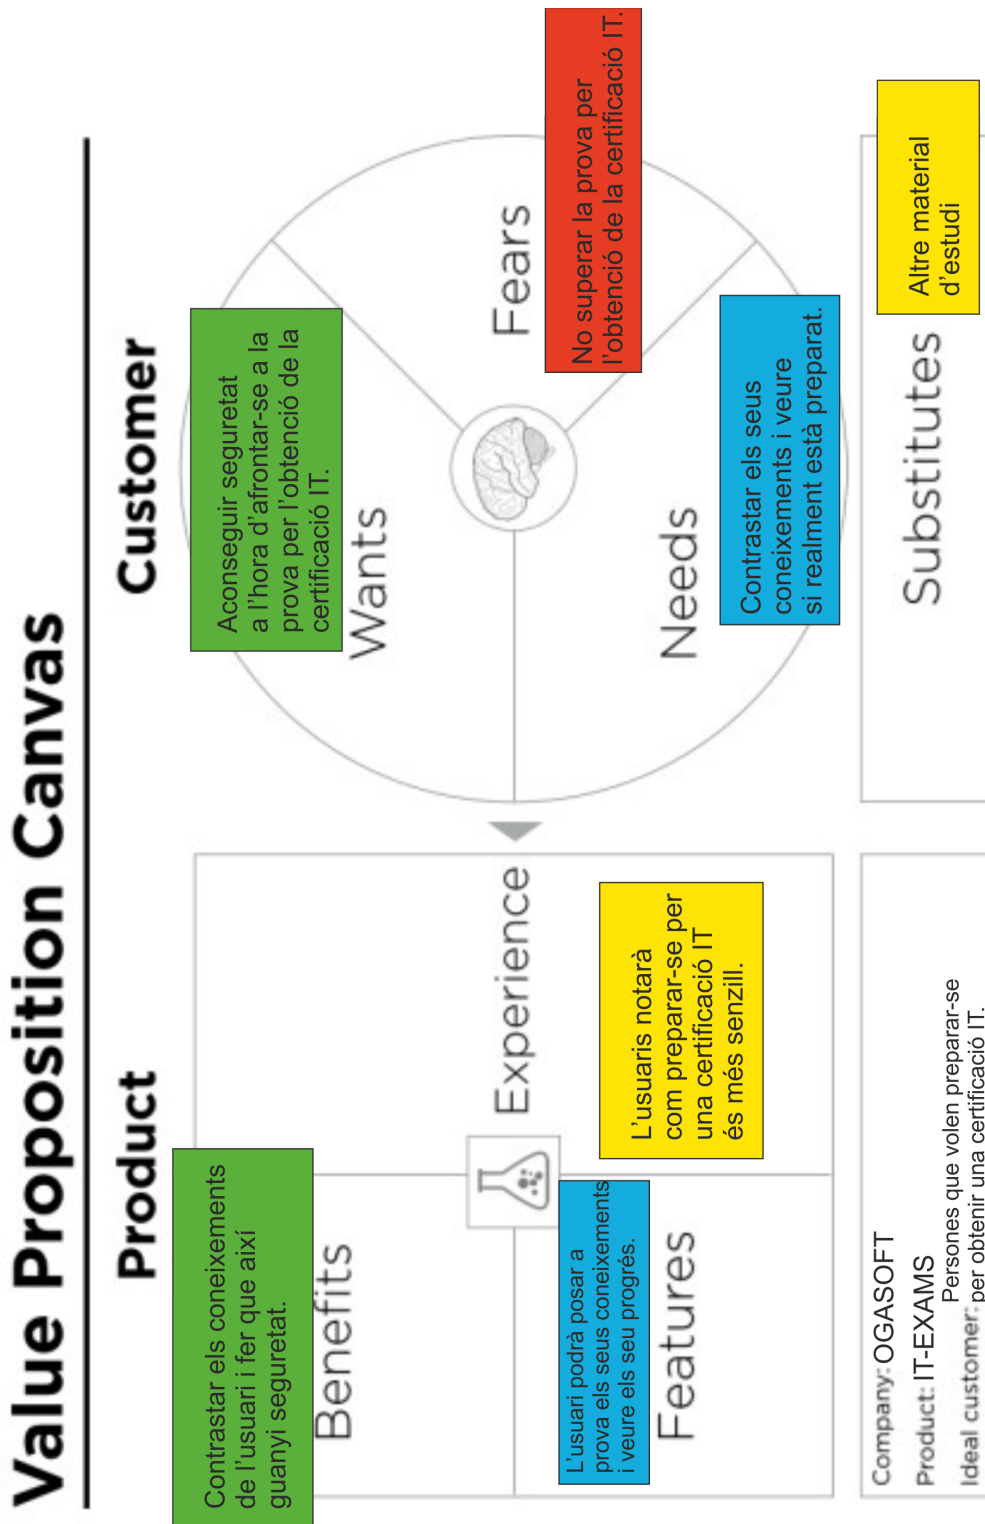 Value Proposition Canvas
Product
Customer
Contrastar els coneixements
de l'usuari i fer que així
guanyi seguretat.
Benefits
L'usuari podrà posar a
prova els seus coneixements
i veure els seu progrés.
Features
Experience
L'usuaris notarà
com preparar-se per
una certificació IT
és més senzill.
Aconseguir seguretat
a l'hora d'afrontar-se a la
prova per l'obtenció de la
certificació IT.
Wants
Fears
No superar la prova per
l'obtenció de la certificació IT.
Needs
Contrastar els seus
coneixements i veure
si realment està preparat.
Company: OGASOFT
Product: IT-EXAMS
Persones que volen preparar-se
Ideal customer: per obtenir una certificació IT.
Substitutes
Altre material
d'estudi